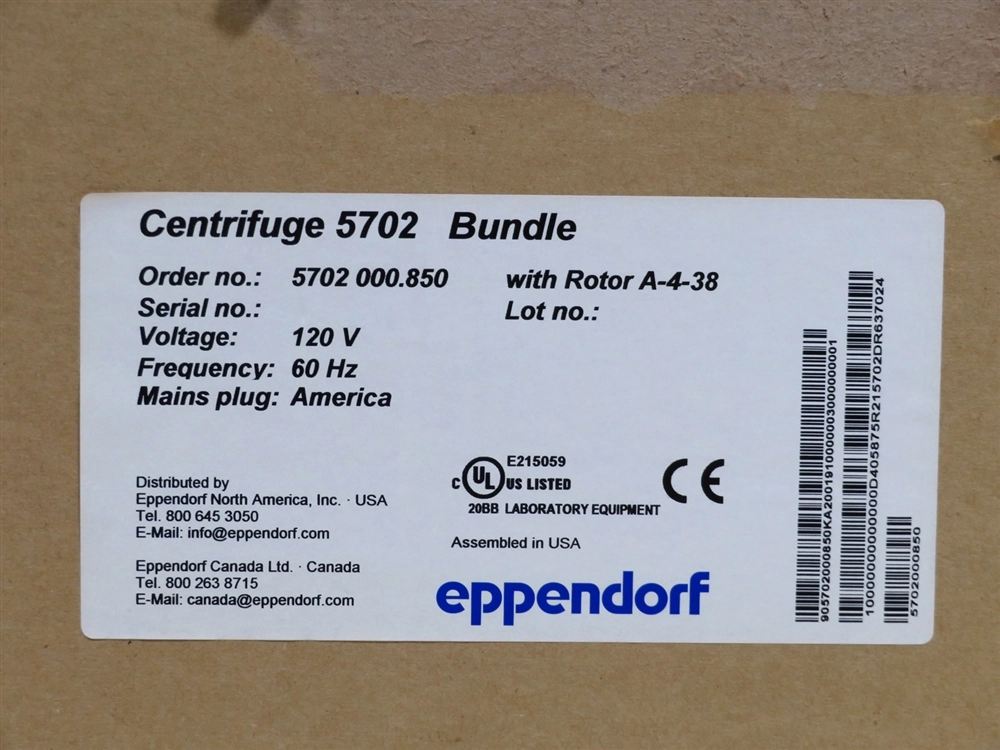 Centrifuge 5702 Bundle
Order no.: 5702 000.850 with Rotor A-4-38
Serial no.: Lot no.:
Voltage: 120 V
Frequency: 60 Hz
Mains plug: America
Distributed by
Eppendorf North America, Inc. · USA
Tel. 800 645 3050
E-Mail: info@eppendorf.com
Eppendorf Canada Ltd. · Canada
Tel. 800 263 8715
E-Mail: canada@eppendorf.com
E215059
C UL US LISTED
20BB LABORATORY EQUIPMENT
CE
Assembled in USA
eppendorf
5702000850